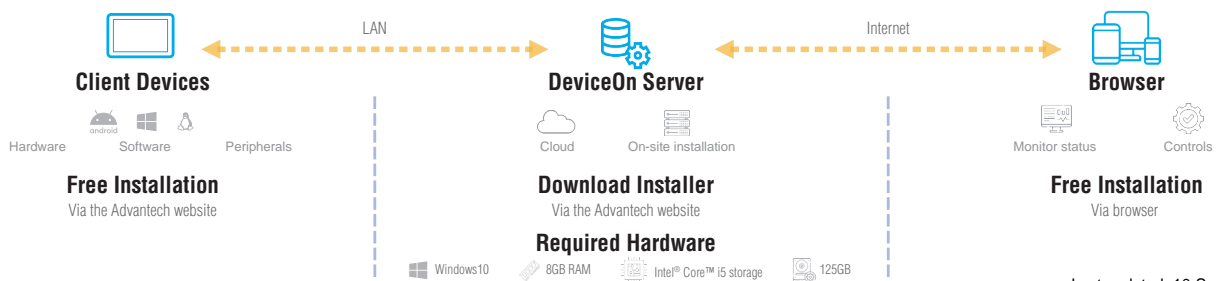 LAN
Internet
Client Devices
DeviceOn Server
Browser
android
Hardware
Software
Peripherals
Cloud
On-site installation
Monitor status
Controls
Free Installation
Via the Advantech website
Download Installer
Via the Advantech website
Free Installation
Via browser
Required Hardware
Windows10
8GB RAM
Intel® Core™ i5 storage
125GB